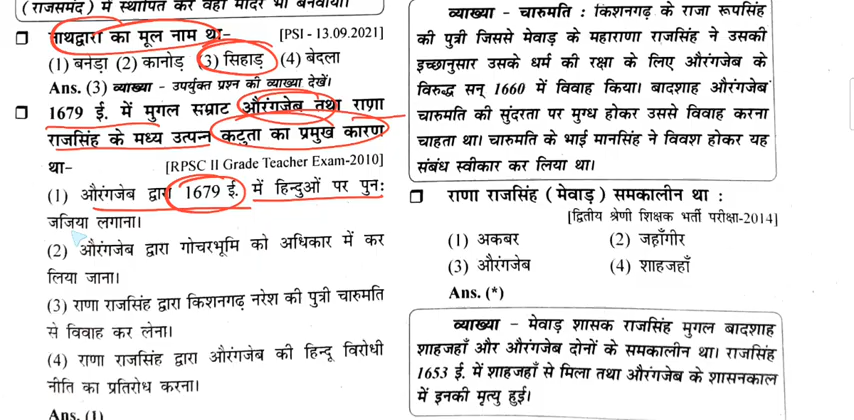 (राजसमंद) में स्थापित कर वहाँ मंदिर भी बनवाया।
नाथद्वारा का मूल नाम था- [PSI - 13.09.2021]
(1) बनेड़ा (2) कानोड़ (3) सिहाड़ (4) बेदला
Ans. (3) व्याख्या - उपर्युक्त प्रश्न की व्याख्या देखें।
1679 ई. में मुगल सम्राट औरंगजेब तथा राणा
राजसिंह के मध्य उत्पन्न कटुता का प्रमुख कारण
था- [RPSC II Grade Teacher Exam-2010]
(1) औरंगजेब द्वारा 1679 ई. में हिन्दुओं पर पुनः
जजिया लगाना।
(2) औरंगजेब द्वारा गोचरभूमि को अधिकार में कर
लिया जाना।
(3) राणा राजसिंह द्वारा किशनगढ़ नरेश की पुत्री चारुमति
से विवाह कर लेना।
(4) राणा राजसिंह द्वारा औरंगजेब की हिन्दू विरोधी
नीति का प्रतिरोध करना।
Ans. (1)
व्याख्या - चारुमति : किशनगढ़ के राजा रूपसिंह
की पुत्री जिससे मेवाड़ के महाराणा राजसिंह ने उसकी
इच्छानुसार उसके धर्म की रक्षा के लिए औरंगजेब के
विरुद्ध सन् 1660 में विवाह किया। बादशाह औरंगजेब
चारुमति की सुंदरता पर मुग्ध होकर उससे विवाह करना
चाहता था। चारुमति के भाई मानसिंह ने विवश होकर यह
संबंध स्वीकार कर लिया था।
राणा राजसिंह (मेवाड़) समकालीन था :
[द्वितीय श्रेणी शिक्षक भर्ती परीक्षा-2014]
(1) अकबर (2) जहाँगीर
(3) औरंगजेब (4) शाहजहाँ
Ans. (*)
व्याख्या - मेवाड़ शासक राजसिंह मुगल बादशाह
शाहजहाँ और औरंगजेब दोनों के समकालीन था। राजसिंह
1653 ई. में शाहजहाँ से मिला तथा औरंगजेब के शासनकाल
में इनकी मृत्यु हुई।